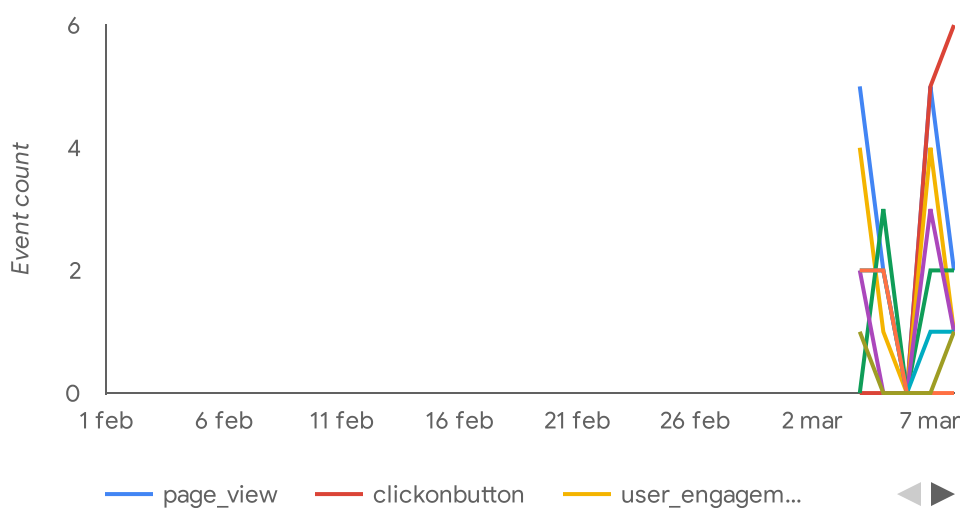 6
4
2
0
Event count
1 feb 6 feb 11 feb 16 feb 21 feb 26 feb 2 mar 7 mar
page_view clickonbutton user_engagem...